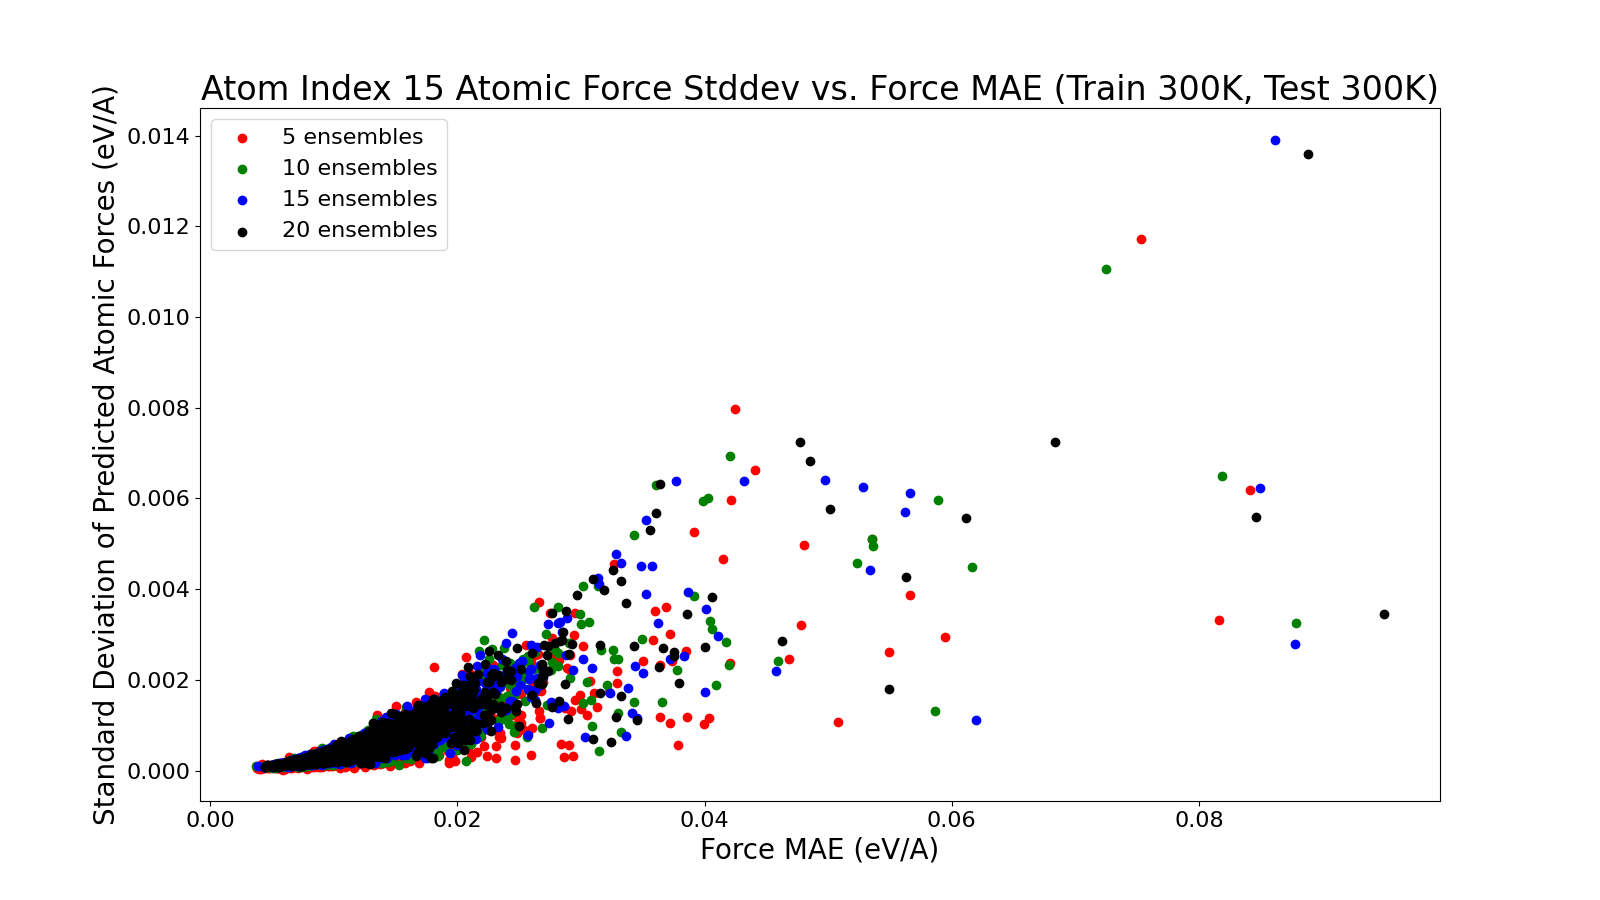 Atom Index 15 Atomic Force Stddev vs. Force MAE (Train 300K, Test 300K)
5 ensembles
10 ensembles
15 ensembles
20 ensembles
Standard Deviation of Predicted Atomic Forces (eV/A)
0.014
0.012
0.010
0.008
0.006
0.004
0.002
0.000
0.00 0.02 0.04 0.06 0.08
Force MAE (eV/A)